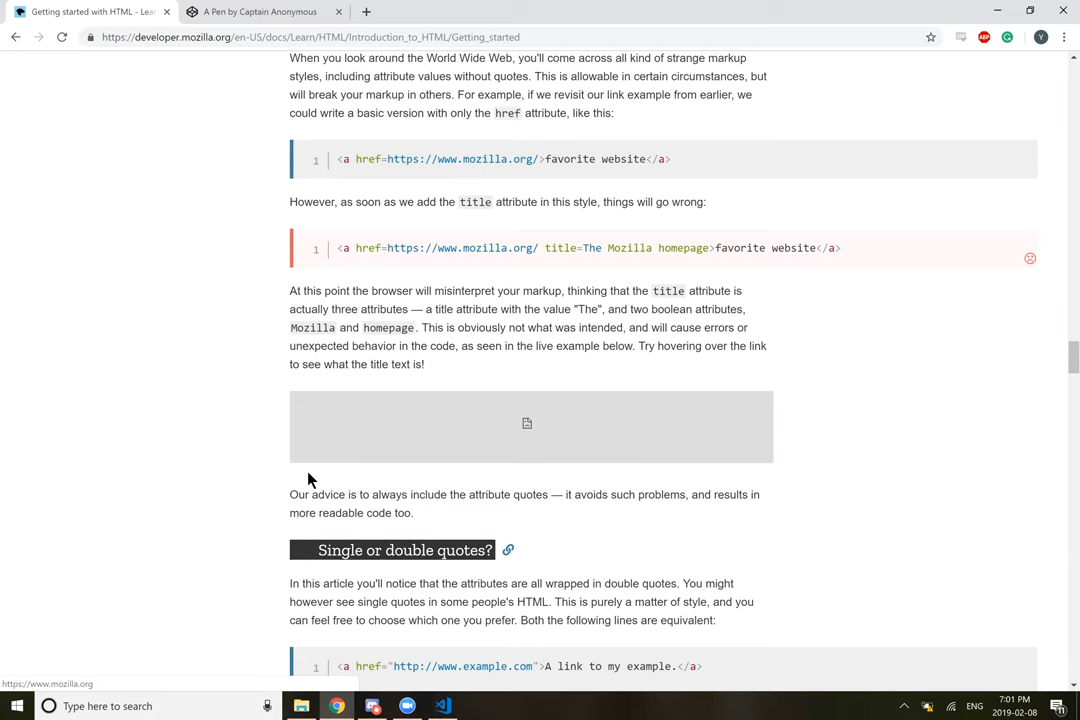 Getting started with HTML - Lea
A Pen by Captain Anonymous
https://developer.mozilla.org/en-US/docs/Learn/HTML/Introduction_to_HTML/Getting_started
ABP
G
Y
When you look around the World Wide Web, you'll come across all kind of strange markup
styles, including attribute values without quotes. This is allowable in certain circumstances, but
will break your markup in others. For example, if we revisit our link example from earlier, we
could write a basic version with only the href attribute, like this:
1 <a href=https://www.mozilla.org/>favorite website</a>
However, as soon as we add the title attribute in this style, things will go wrong:
1 <a href=https://www.mozilla.org/ title=The Mozilla homepage>favorite website</a>
At this point the browser will misinterpret your markup, thinking that the title attribute is
actually three attributes — a title attribute with the value "The", and two boolean attributes,
Mozilla and homepage. This is obviously not what was intended, and will cause errors or
unexpected behavior in the code, as seen in the live example below. Try hovering over the link
to see what the title text is!
Our advice is to always include the attribute quotes — it avoids such problems, and results in
more readable code too.
Single or double quotes?
In this article you'll notice that the attributes are all wrapped in double quotes. You might
however see single quotes in some people's HTML. This is purely a matter of style, and you
can feel free to choose which one you prefer. Both the following lines are equivalent:
1 <a href="http://www.example.com">A link to my example.</a>
https://www.mozilla.org
Type here to search
ENG
7:01 PM
2019-02-08
11